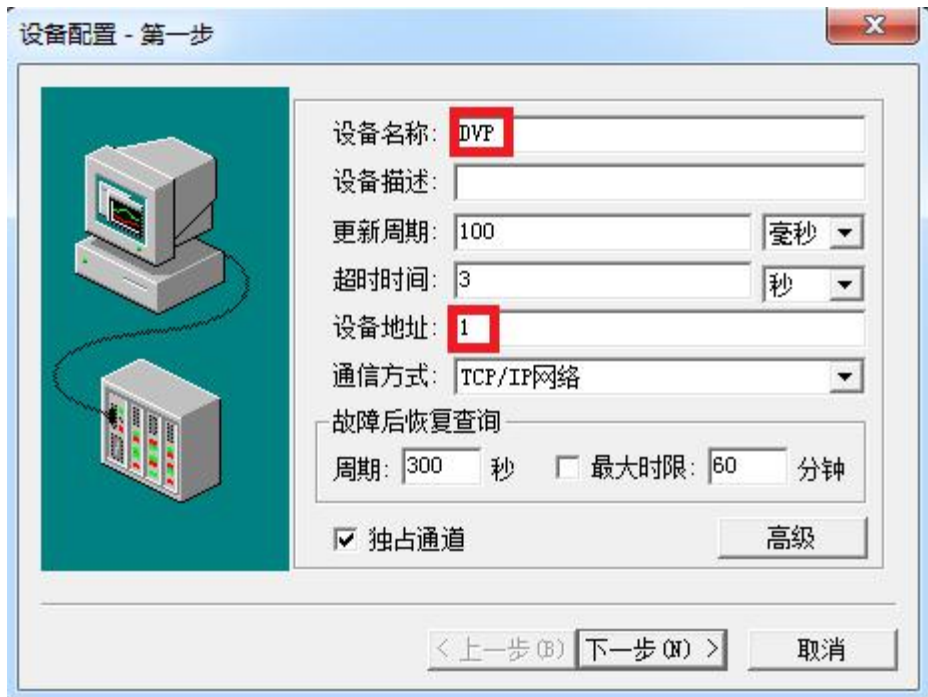 设备配置 - 第一步
设备名称: DVP
设备描述:
更新周期: 100 毫秒
超时时间: 3 秒
设备地址: 1
通信方式: TCP/IP网络
故障后恢复查询
周期: 300 秒 最大时限: 60 分钟
独占通道 高级
< 上一步(B) 下一步(N) > 取消